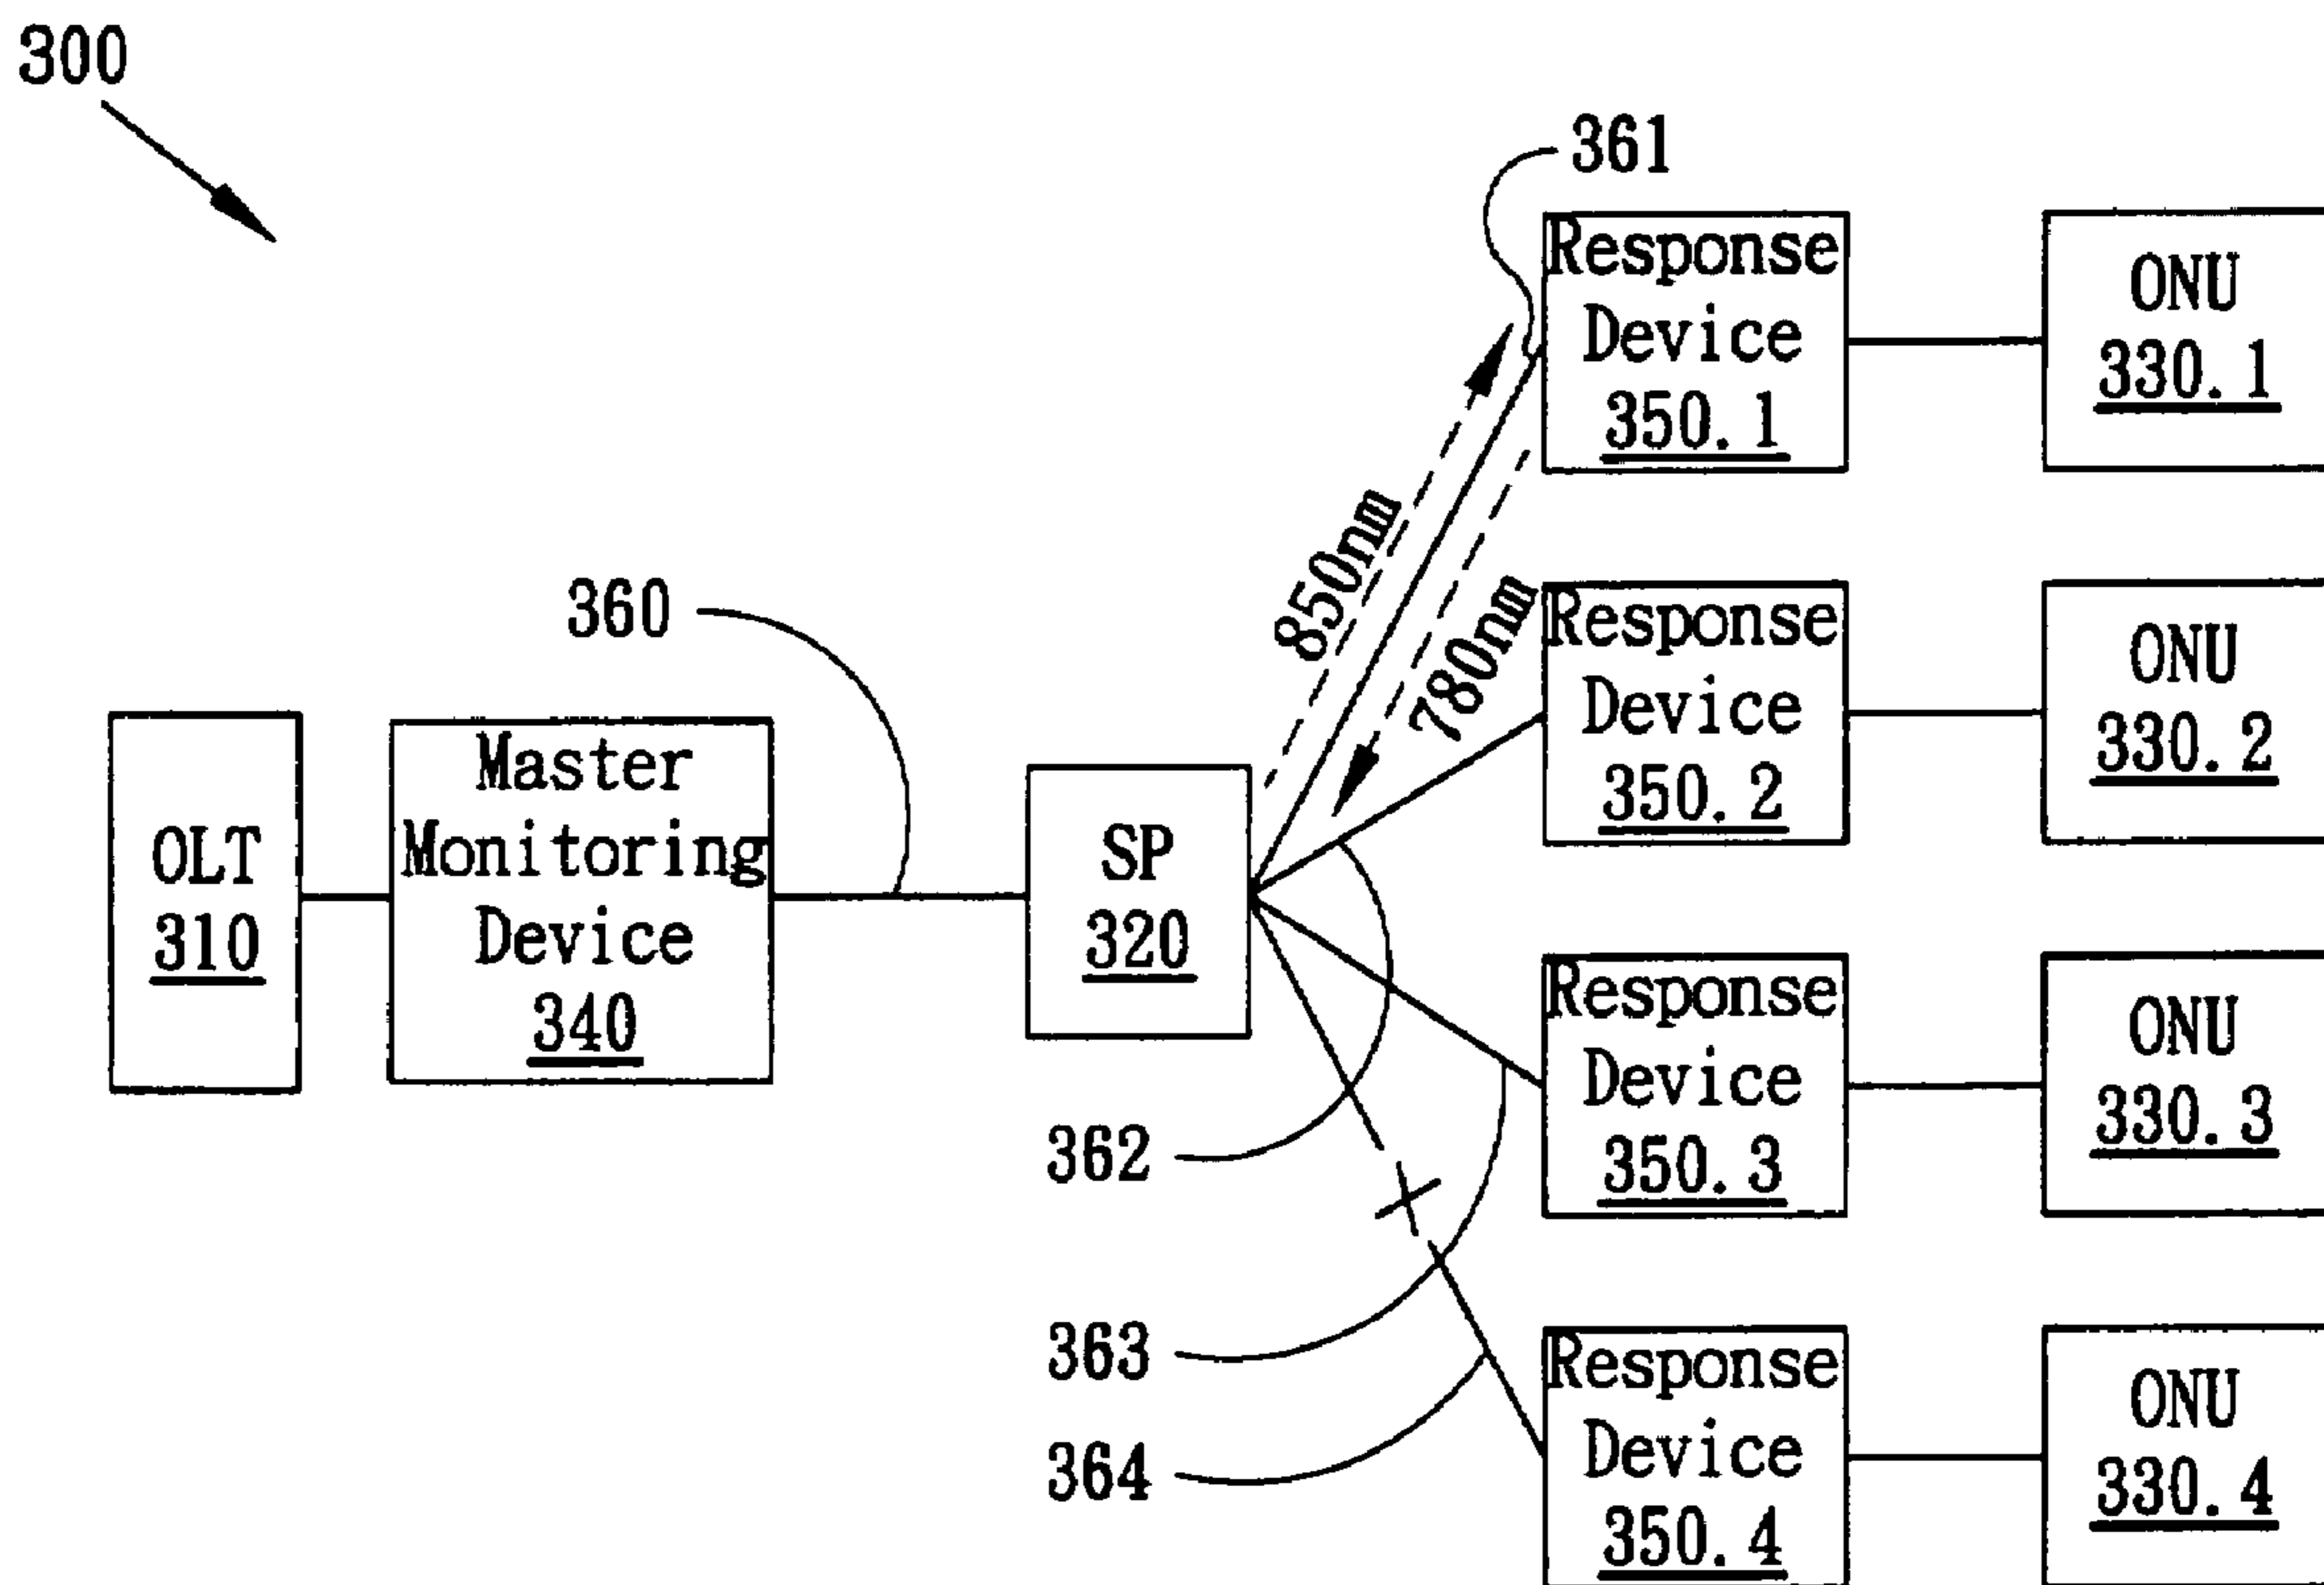 300
361
Response
Device
350.1
ONU
330.1
850nm
780nm
360
Response
Device
350.2
ONU
330.2
OLT
310
Master
Monitoring
Device
340
SP
320
Response
Device
350.3
ONU
330.3
362
363
364
Response
Device
350.4
ONU
330.4